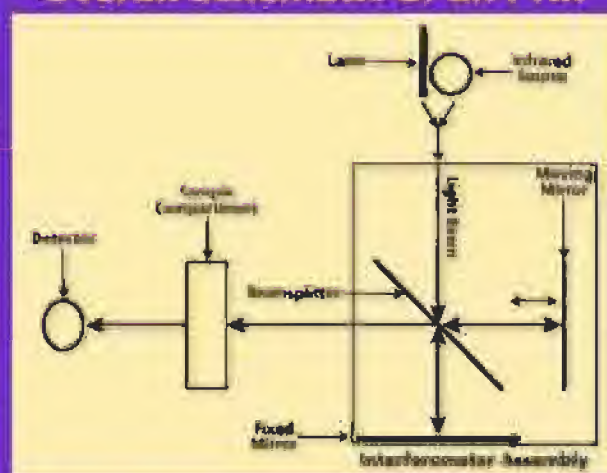 Laser
Infrared
Source
Moving
Mirror
Light Beam
Sample
Compartment
Detector
Beamsplitter
Fixed
Mirror
Interferometer Assembly